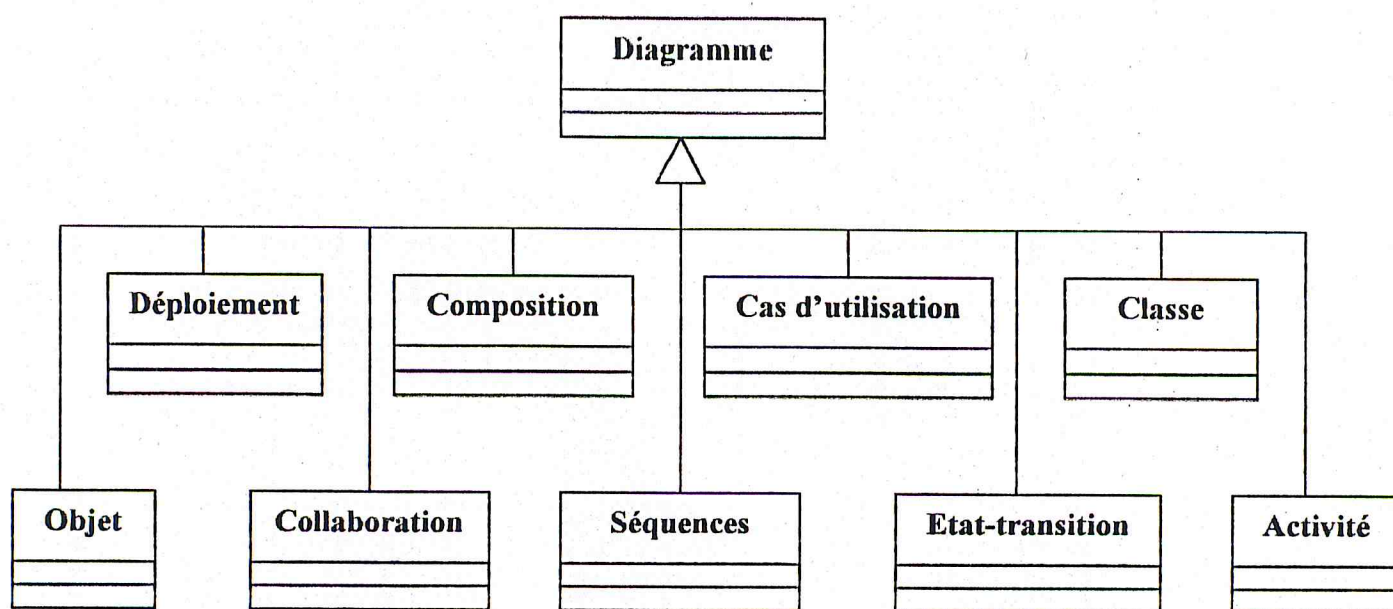 Diagramme
Déploiement
Composition
Cas d'utilisation
Classe
Objet
Collaboration
Séquences
Etat-transition
Activité